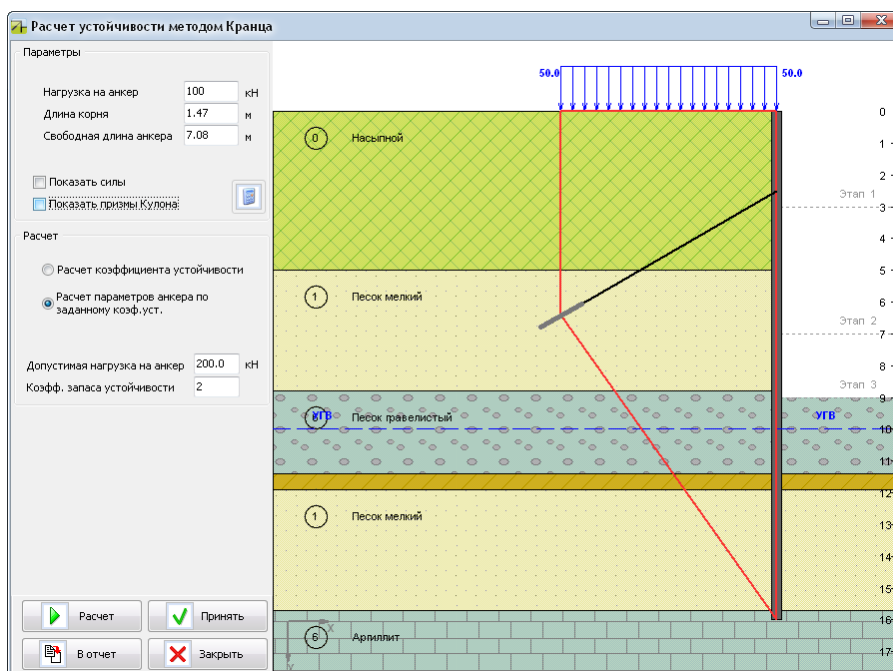 Расчет устойчивости методом Кранца
Параметры
Нагрузка на анкер 100 кН
Длина корня 1.47 м
Свободная длина анкера 7.08 м
Показать силы
Показать призмы Кулона
Расчет
Расчет коэффициента устойчивости
Расчет параметров анкера по
заданному коэф.уст.
Допустимая нагрузка на анкер 200.0 кН
Коэфф. запаса устойчивости 2
Расчет
Принять
В отчет
Закрыть
50.0
50.0
0 Насыпной
1 Песок мелкий
УГВ Песок гравелистый
УГВ
1 Песок мелкий
6 Аргиллит
X
Y
Этап 1
Этап 2
Этап 3
0
1
2
3
4
5
6
7
8
9
10
11
12
13
14
15
16
17